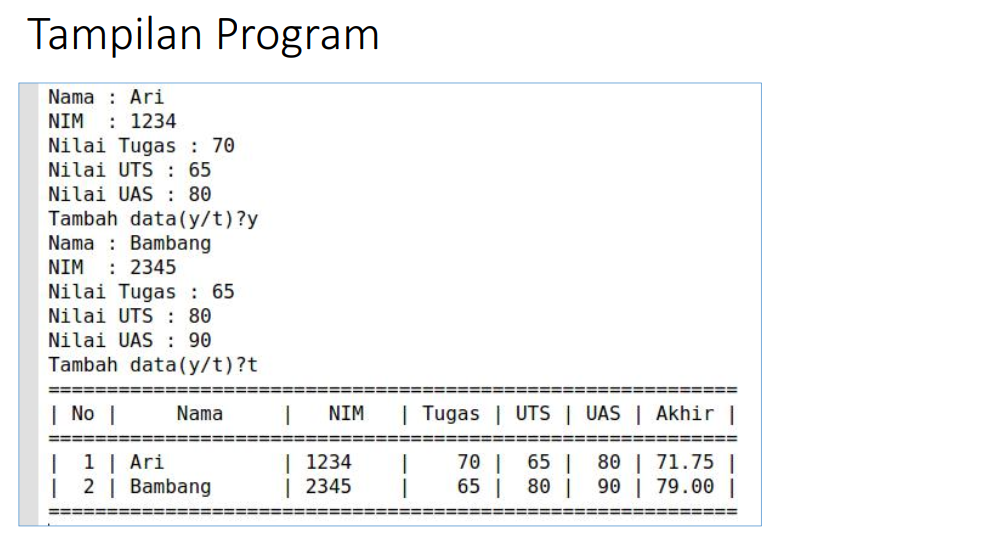 Tampilan Program
Nama : Ari
NIM  : 1234
Nilai Tugas : 70
Nilai UTS : 65
Nilai UAS : 80
Tambah data(y/t)?y
Nama : Bambang
NIM  : 2345
Nilai Tugas : 65
Nilai UTS : 80
Nilai UAS : 90
Tambah data(y/t)?t
===========================================================
| No |     Nama     |   NIM   | Tugas | UTS | UAS | Akhir |
===========================================================
|  1 | Ari          | 1234    |    70 |  65 |  80 | 71.75 |
|  2 | Bambang      | 2345    |    65 |  80 |  90 | 79.00 |
===========================================================